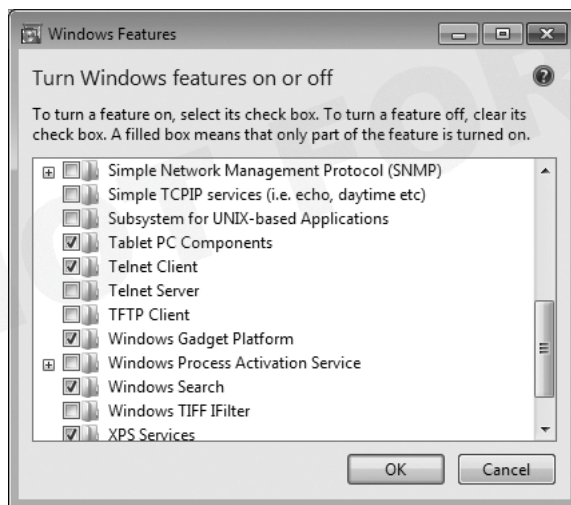 Windows Features
Turn Windows features on or off
To turn a feature on, select its check box. To turn a feature off, clear its
check box. A filled box means that only part of the feature is turned on.
Simple Network Management Protocol (SNMP)
Simple TCPIP services (i.e. echo, daytime etc)
Subsystem for UNIX-based Applications
Tablet PC Components
Telnet Client
Telnet Server
TFTP Client
Windows Gadget Platform
Windows Process Activation Service
Windows Search
Windows TIFF IFilter
XPS Services
OK
Cancel